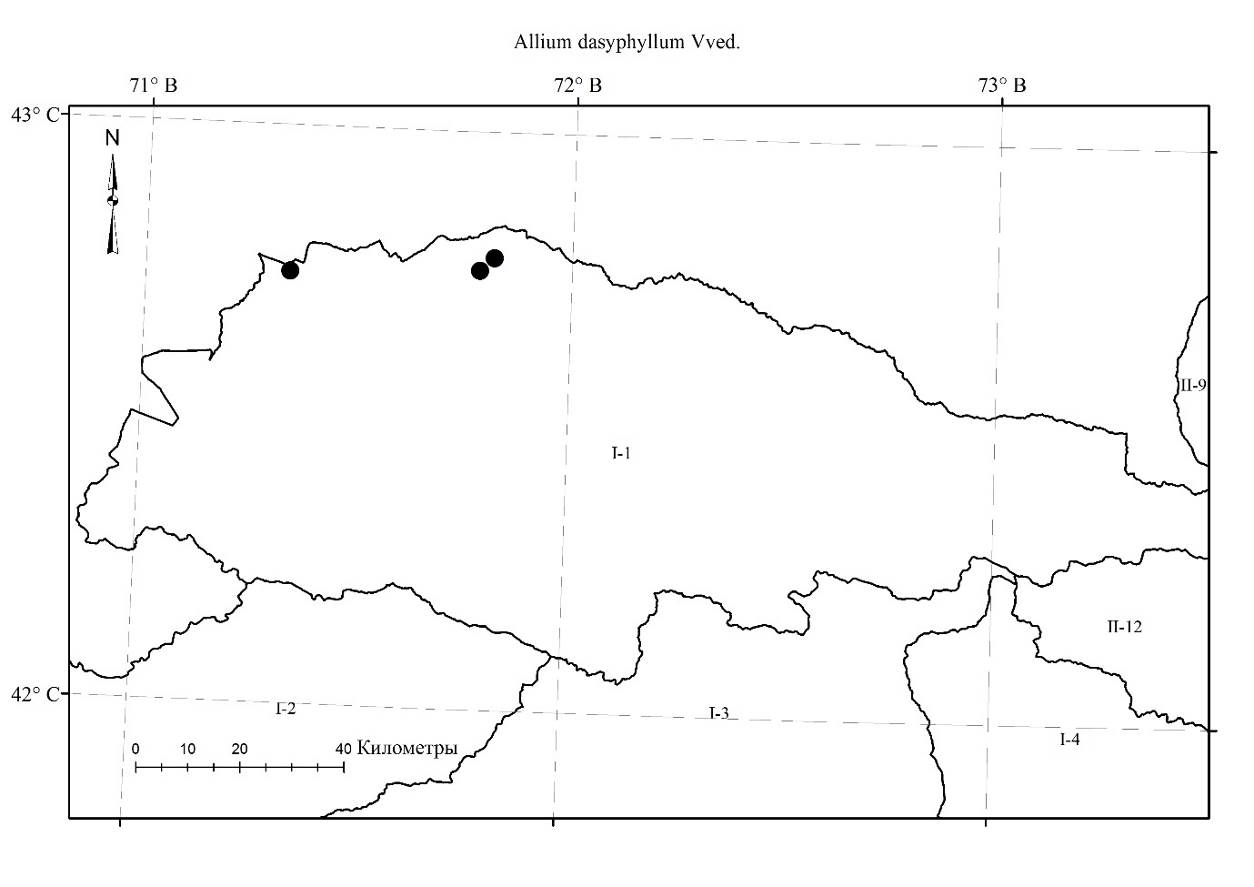 Allium dasyphyllum Vved.
71° В
72° В
73° В
43° С
N
II-9
I-1
II-12
42° С
I-2
I-3
I-4
0 10 20 40 Километры